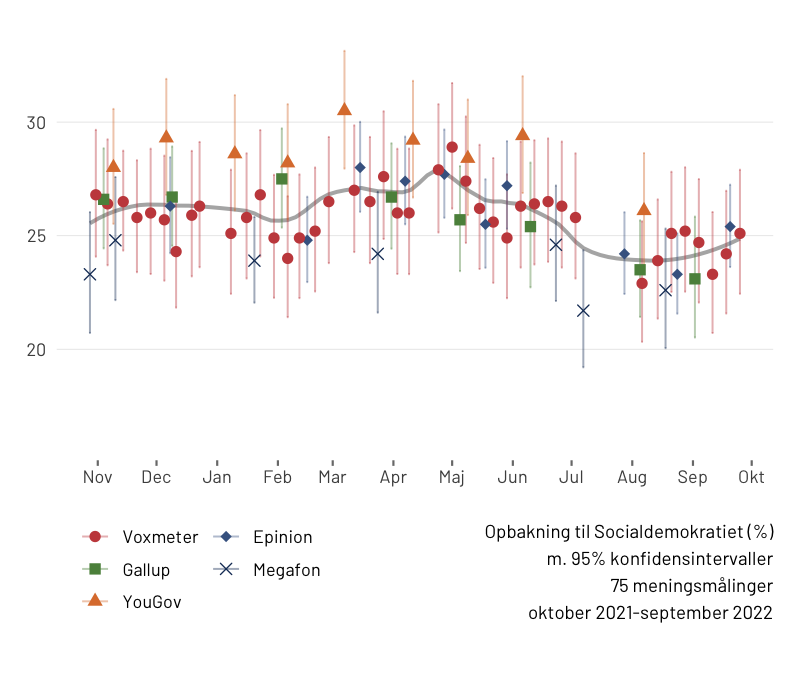 30
25
20
Nov Dec Jan Feb Mar Apr Maj Jun Jul Aug Sep Okt
Voxmeter Epinion
Gallup Megafon
YouGov
Opbakning til Socialdemokratiet (%)
m. 95% konfidensintervaller
75 meningsmålinger
oktober 2021-september 2022